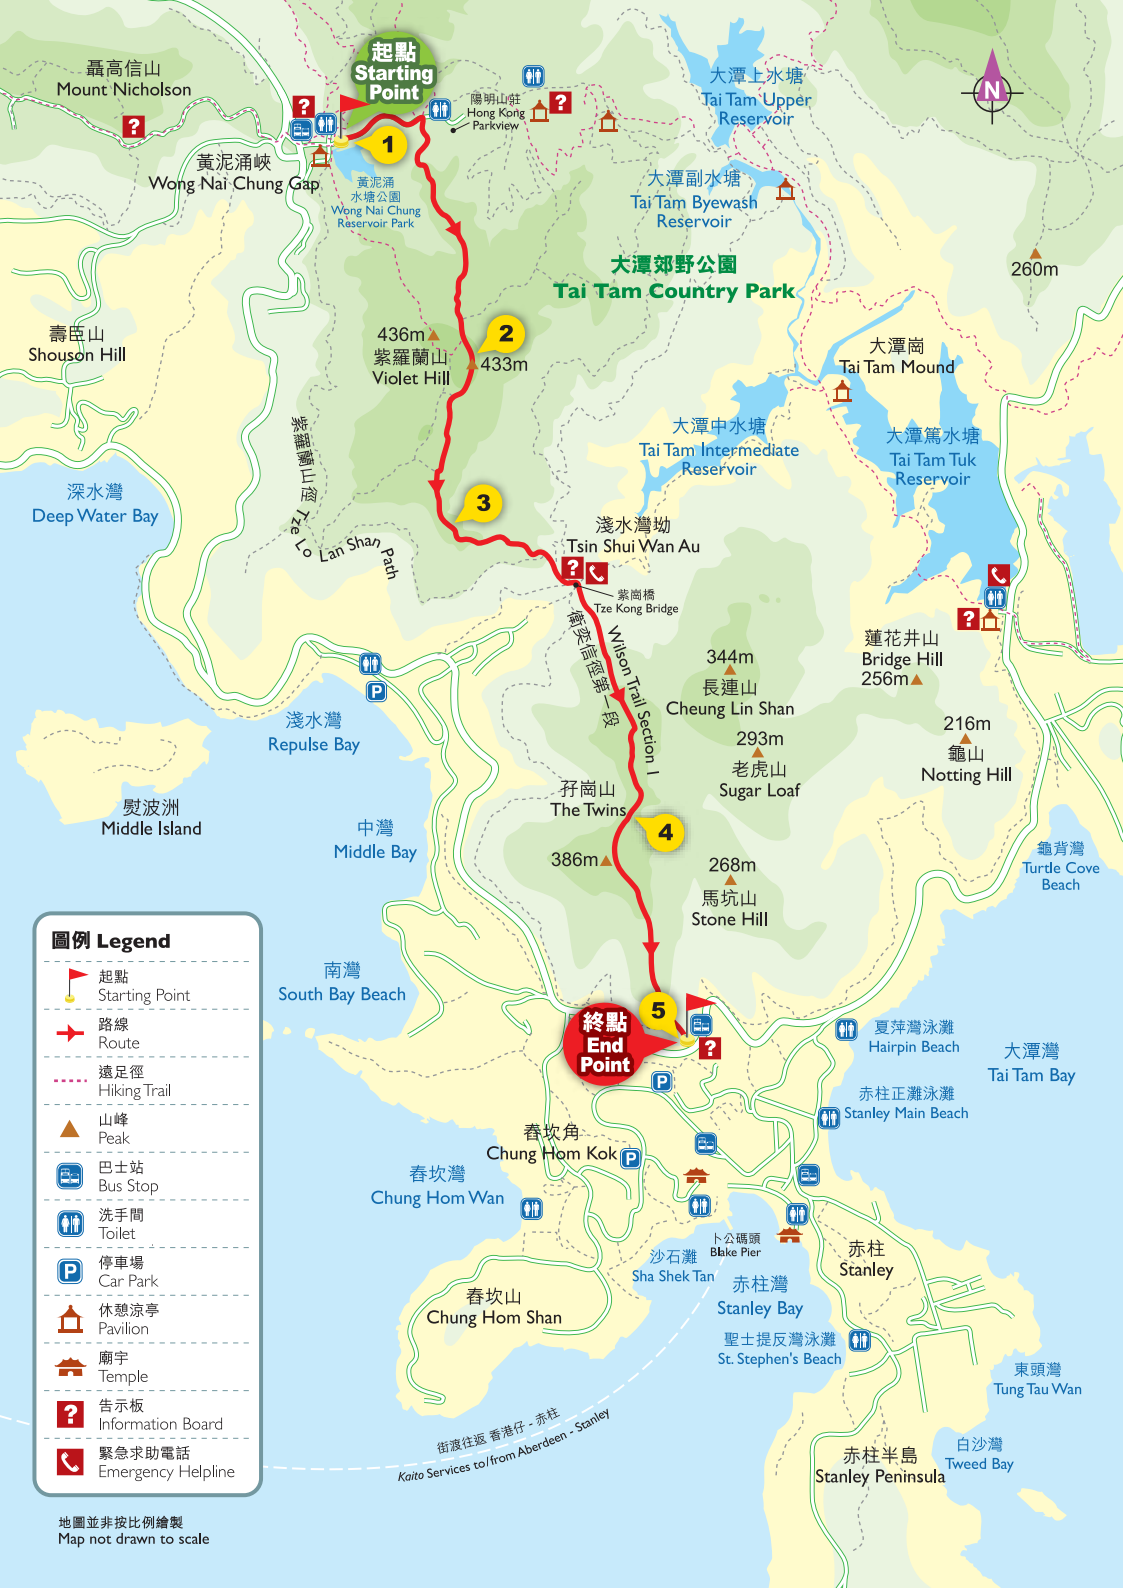 聶高信山
Mount Nicholson
起點
Starting
Point
1
陽明山莊
Hong Kong
Parkview
大潭上水塘
Tai Tam Upper
Reservoir
N
黃泥涌峽
Wong Nai Chung Gap
黃泥涌
水塘公園
Wong Nai Chung
Reservoir Park
大潭副水塘
Tai Tam Byewash
Reservoir
大潭郊野公園
Tai Tam Country Park
260m
壽臣山
Shouson Hill
436m
紫羅蘭山
Violet Hill
2
433m
大潭崗
Tai Tam Mound
大潭中水塘
Tai Tam Intermediate
Reservoir
大潭篤水塘
Tai Tam Tuk
Reservoir
紫羅蘭山徑 Tze Lo Lan Shan Path
深水灣
Deep Water Bay
3
淺水灣坳
Tsin Shui Wan Au
紫崗橋
Tze Kong Bridge
衛奕信徑第一段
Wilson Trail Section 1
344m
長連山
Cheung Lin Shan
蓮花井山
Bridge Hill
256m
淺水灣
Repulse Bay
293m
老虎山
Sugar Loaf
216m
龜山
Notting Hill
孖崗山
The Twins
4
熨波洲
Middle Island
中灣
Middle Bay
386m
268m
馬坑山
Stone Hill
龜背灣
Turtle Cove
Beach
南灣
South Bay Beach
5
終點
End
Point
夏萍灣泳灘
Hairpin Beach
大潭灣
Tai Tam Bay
赤柱正灘泳灘
Stanley Main Beach
舂坎角
Chung Hom Kok
舂坎灣
Chung Hom Wan
卜公碼頭
Blake Pier
沙石灘
Sha Shek Tan
赤柱
Stanley
赤柱灣
Stanley Bay
舂坎山
Chung Hom Shan
聖士提反灣泳灘
St. Stephen's Beach
東頭灣
Tung Tau Wan
街渡往返 香港仔 - 赤柱
Kaito Services to/from Aberdeen - Stanley
赤柱半島
Stanley Peninsula
白沙灣
Tweed Bay
圖例 Legend
起點
Starting Point
路線
Route
遠足徑
Hiking Trail
山峰
Peak
巴士站
Bus Stop
洗手間
Toilet
停車場
Car Park
休憩涼亭
Pavilion
廟宇
Temple
告示板
Information Board
緊急求助電話
Emergency Helpline
地圖並非按比例繪製
Map not drawn to scale